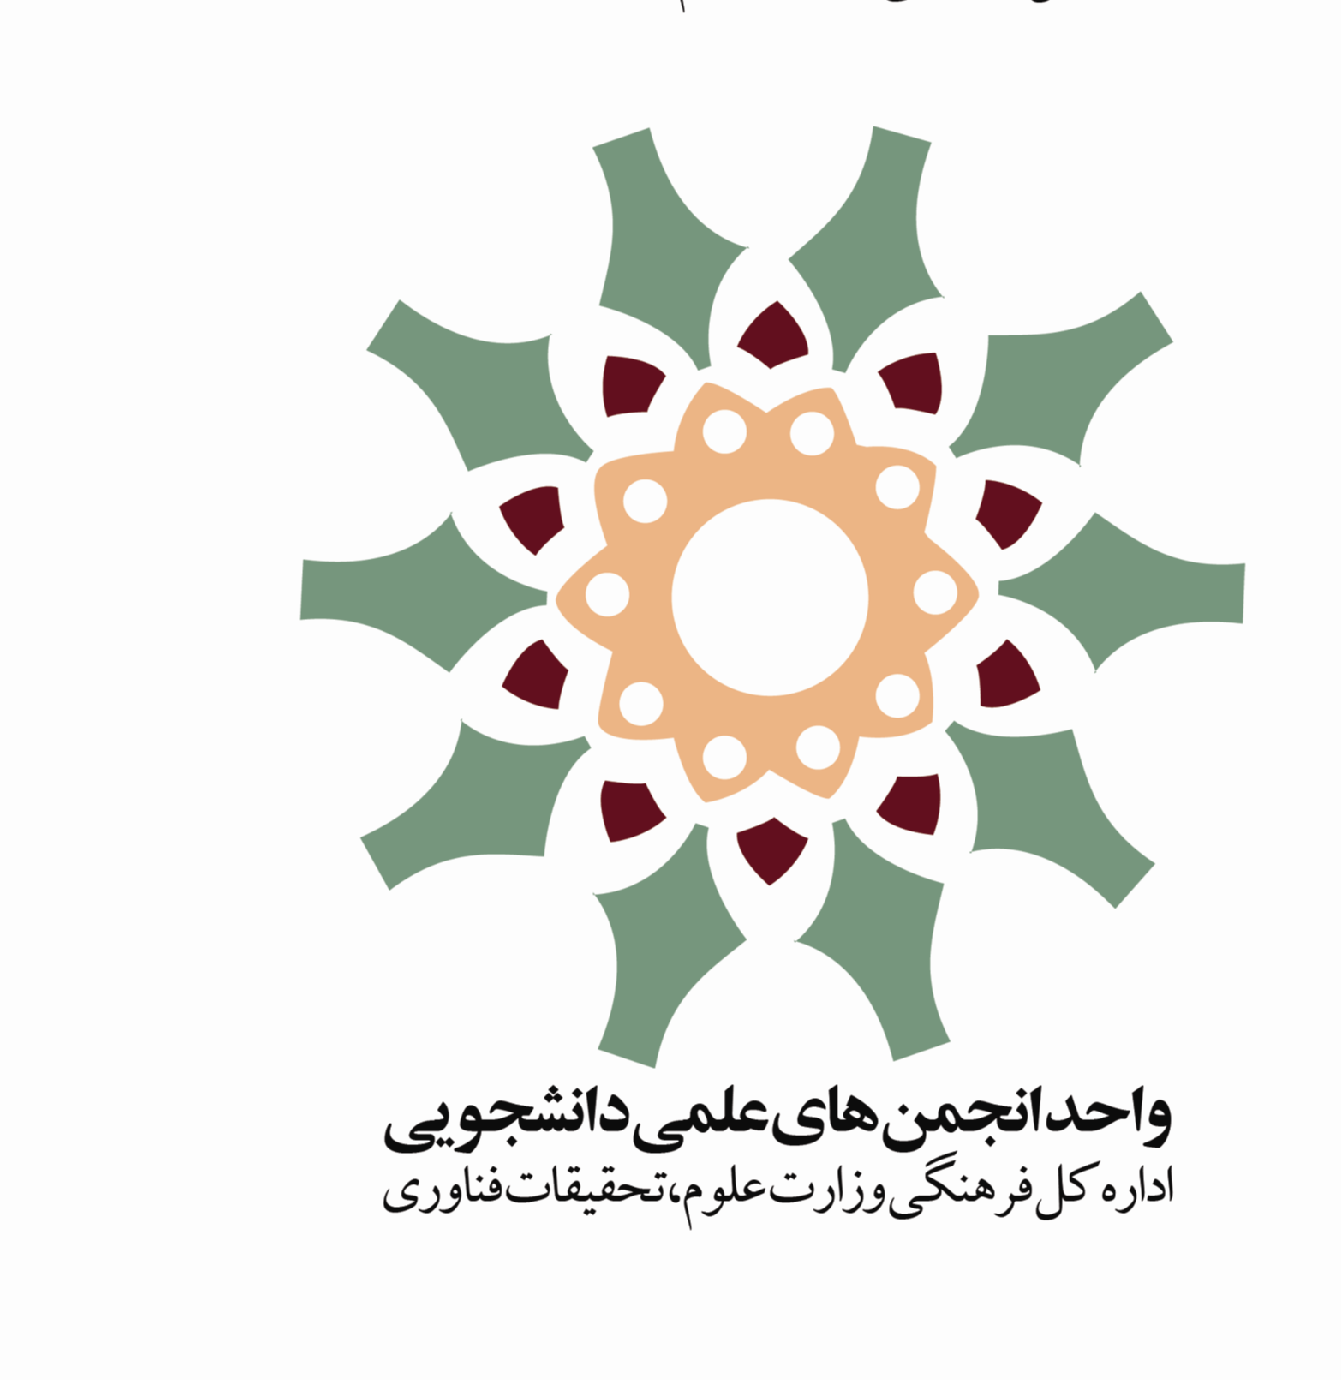 واحد انجمن های علمی دانشجویی
اداره کل فرهنگی وزارت علوم، تحقیقات فناوری